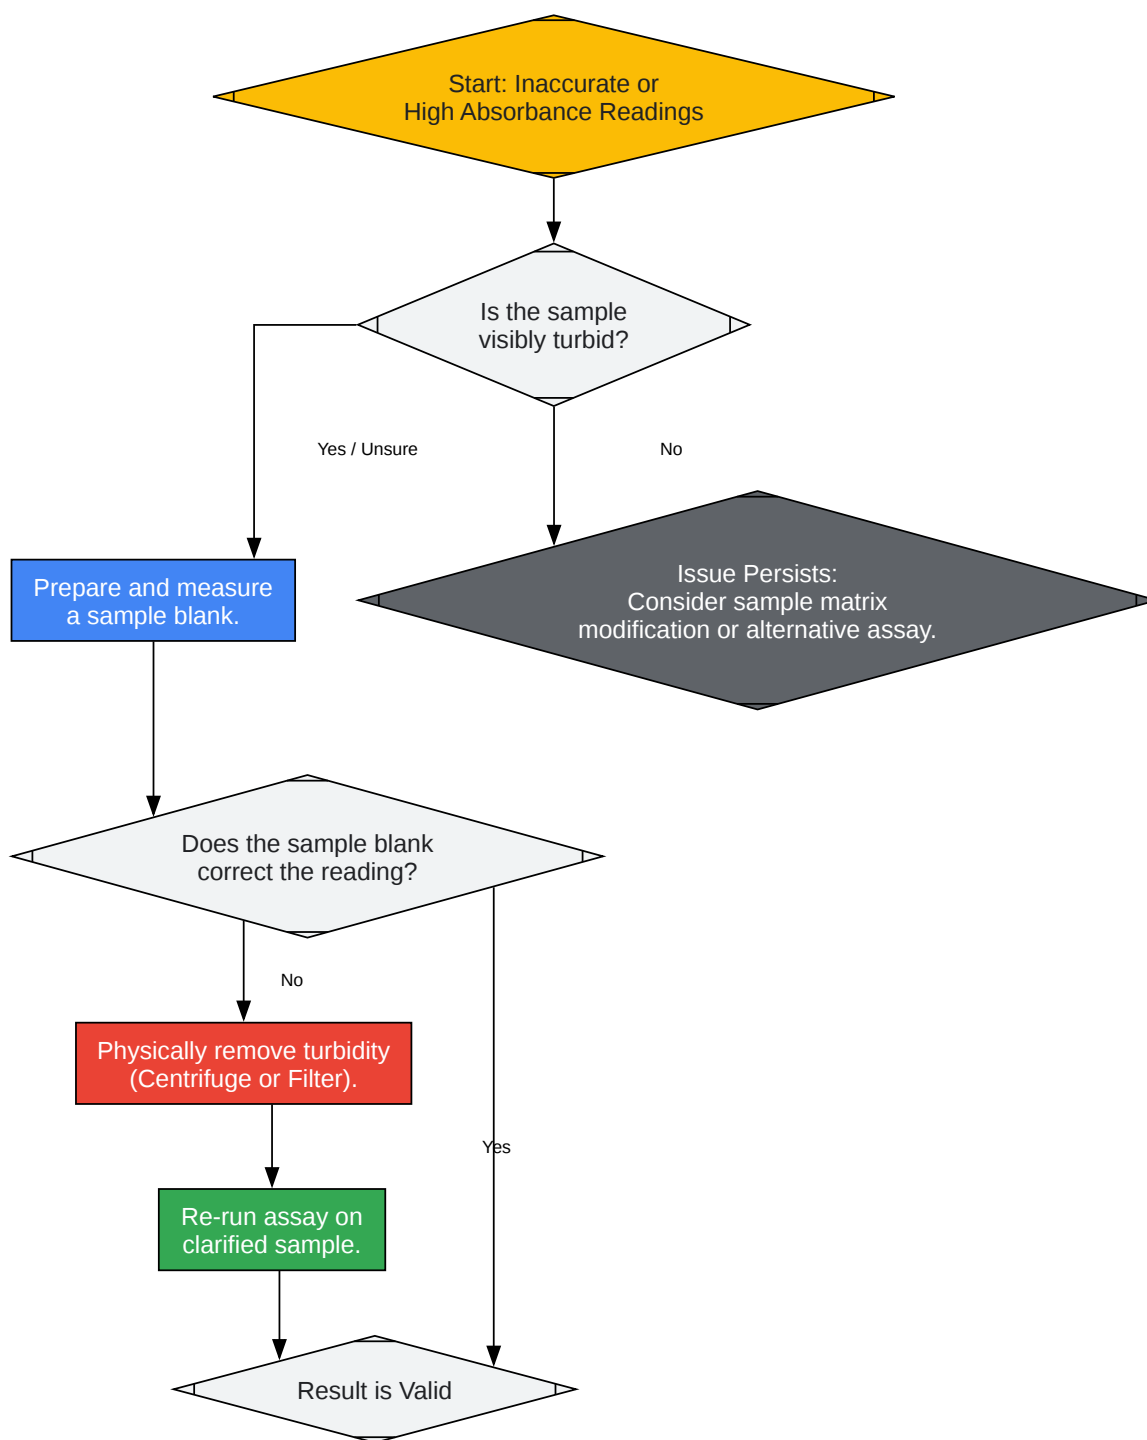 Start: Inaccurate or
High Absorbance Readings
Is the sample
visibly turbid?
Yes / Unsure
No
Prepare and measure
a sample blank.
Issue Persists:
Consider sample matrix
modification or alternative assay.
Does the sample blank
correct the reading?
No
Physically remove turbidity
(Centrifuge or Filter).
Yes
Re-run assay on
clarified sample.
Result is Valid